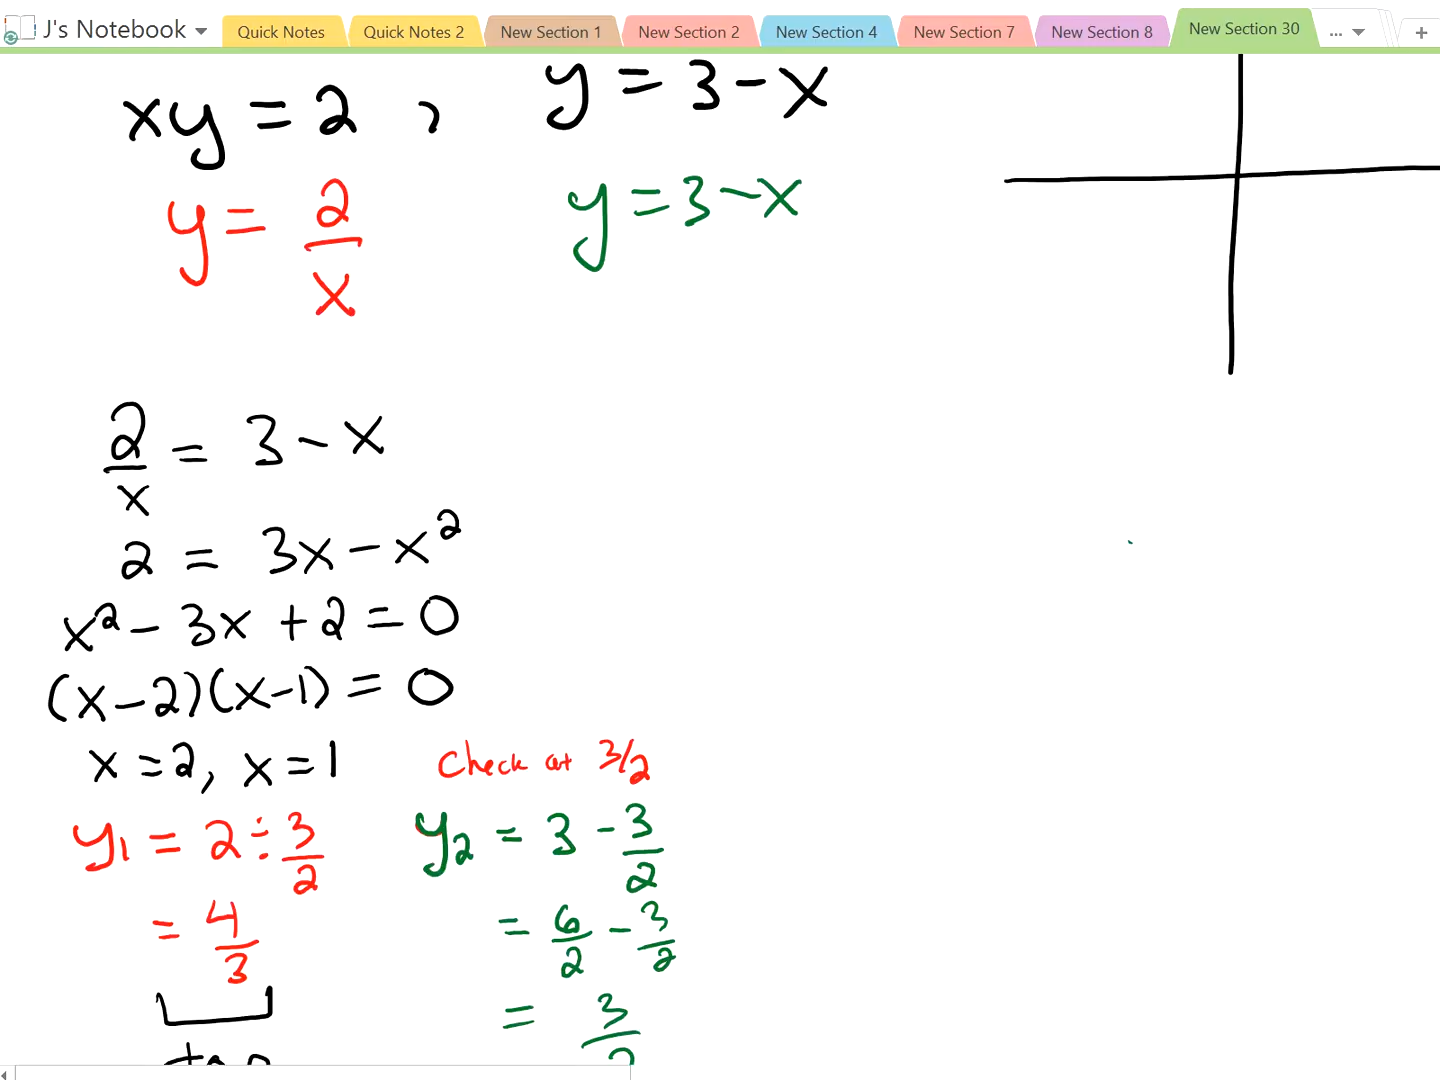 J's Notebook Quick Notes Quick Notes 2 New Section 1 New Section 2 New Section 4 New Section 7 New Section 8 New Section 30 ... +
xy = 2 , y = 3 - x
y = 2/x y = 3 - x
2/x = 3 - x
2 = 3x - x²
x² - 3x + 2 = 0
(x - 2)(x - 1) = 0
x = 2, x = 1 Check at 3/2
y₁ = 2 ÷ 3/2 y₂ = 3 - 3/2
= 4/3 = 6/2 - 3/2
= 3/2